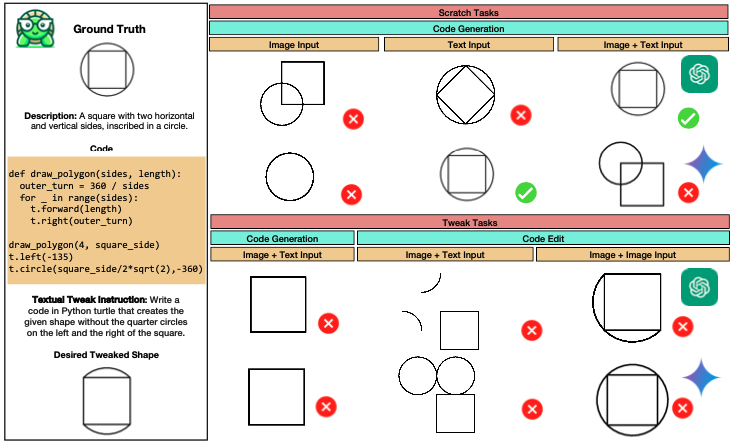 Ground Truth
Description: A square with two horizontal
and vertical sides, inscribed in a circle.
Code
def draw_polygon(sides, length):
outer_turn = 360 / sides
for _ in range(sides):
t.forward(length)
t.right(outer_turn)
draw_polygon(4, square_side)
t.left(-135)
t.circle(square_side/2*sqrt(2),-360)
Textual Tweak Instruction: Write a
code in Python turtle that creates the
given shape without the quarter circles
on the left and the right of the square.
Desired Tweaked Shape
Scratch Tasks
Code Generation
Image Input
Text Input
Image + Text Input
Tweak Tasks
Code Generation
Code Edit
Image + Text Input
Image + Text Input
Image + Image Input